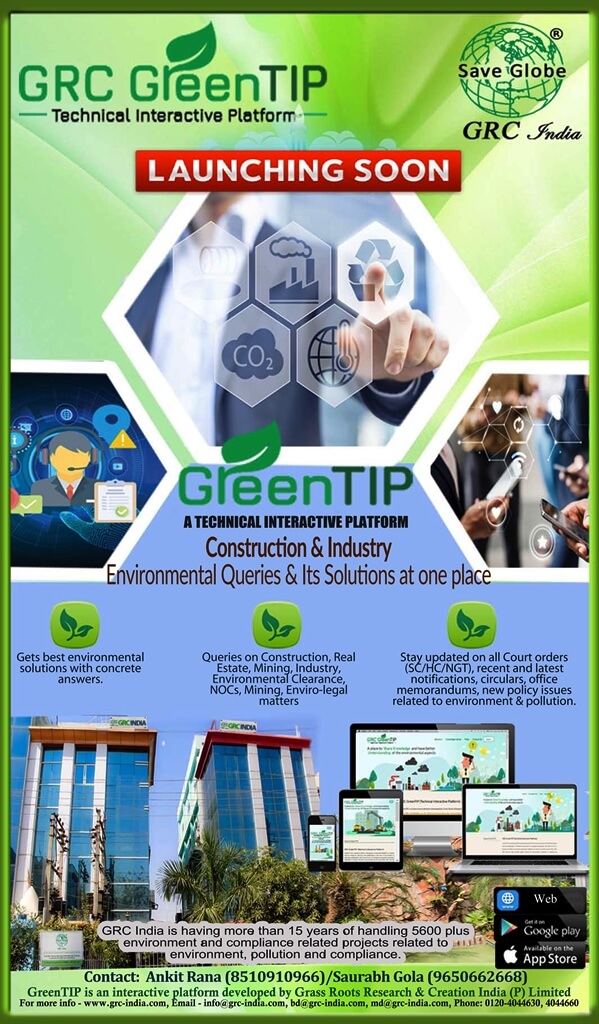 GRC GreenTIP
Technical Interactive Platform
®
Save Globe
GRC India
LAUNCHING SOON
CO2
GreenTIP
A TECHNICAL INTERACTIVE PLATFORM
Construction & Industry
Environmental Queries & Its Solutions at one place
Gets best environmental
solutions with concrete
answers.
Queries on Construction, Real
Estate, Mining, Industry,
Environmental Clearance,
NOCs, Mining, Enviro-legal
matters
Stay updated on all Court orders
(SC/HC/NGT), recent and latest
notifications, circulars, office
memorandums, new policy issues
related to environment & pollution.
GRCINDIA
GRCINDIA
GRC GreenTIP
Web
Get it on
Google play
Available on the
App Store
GRC India is having more than 15 years of handling 5600 plus
environment and compliance related projects related to
environment, pollution and compliance.
Contact: Ankit Rana (8510910966)/Saurabh Gola (9650662668)
GreenTIP is an interactive platform developed by Grass Roots Research & Creation India (P) Limited
For more info - www.grc-india.com, Email - info@grc-india.com, bd@grc-india.com, md@grc-india.com, Phone: 0120-4044630, 4044660